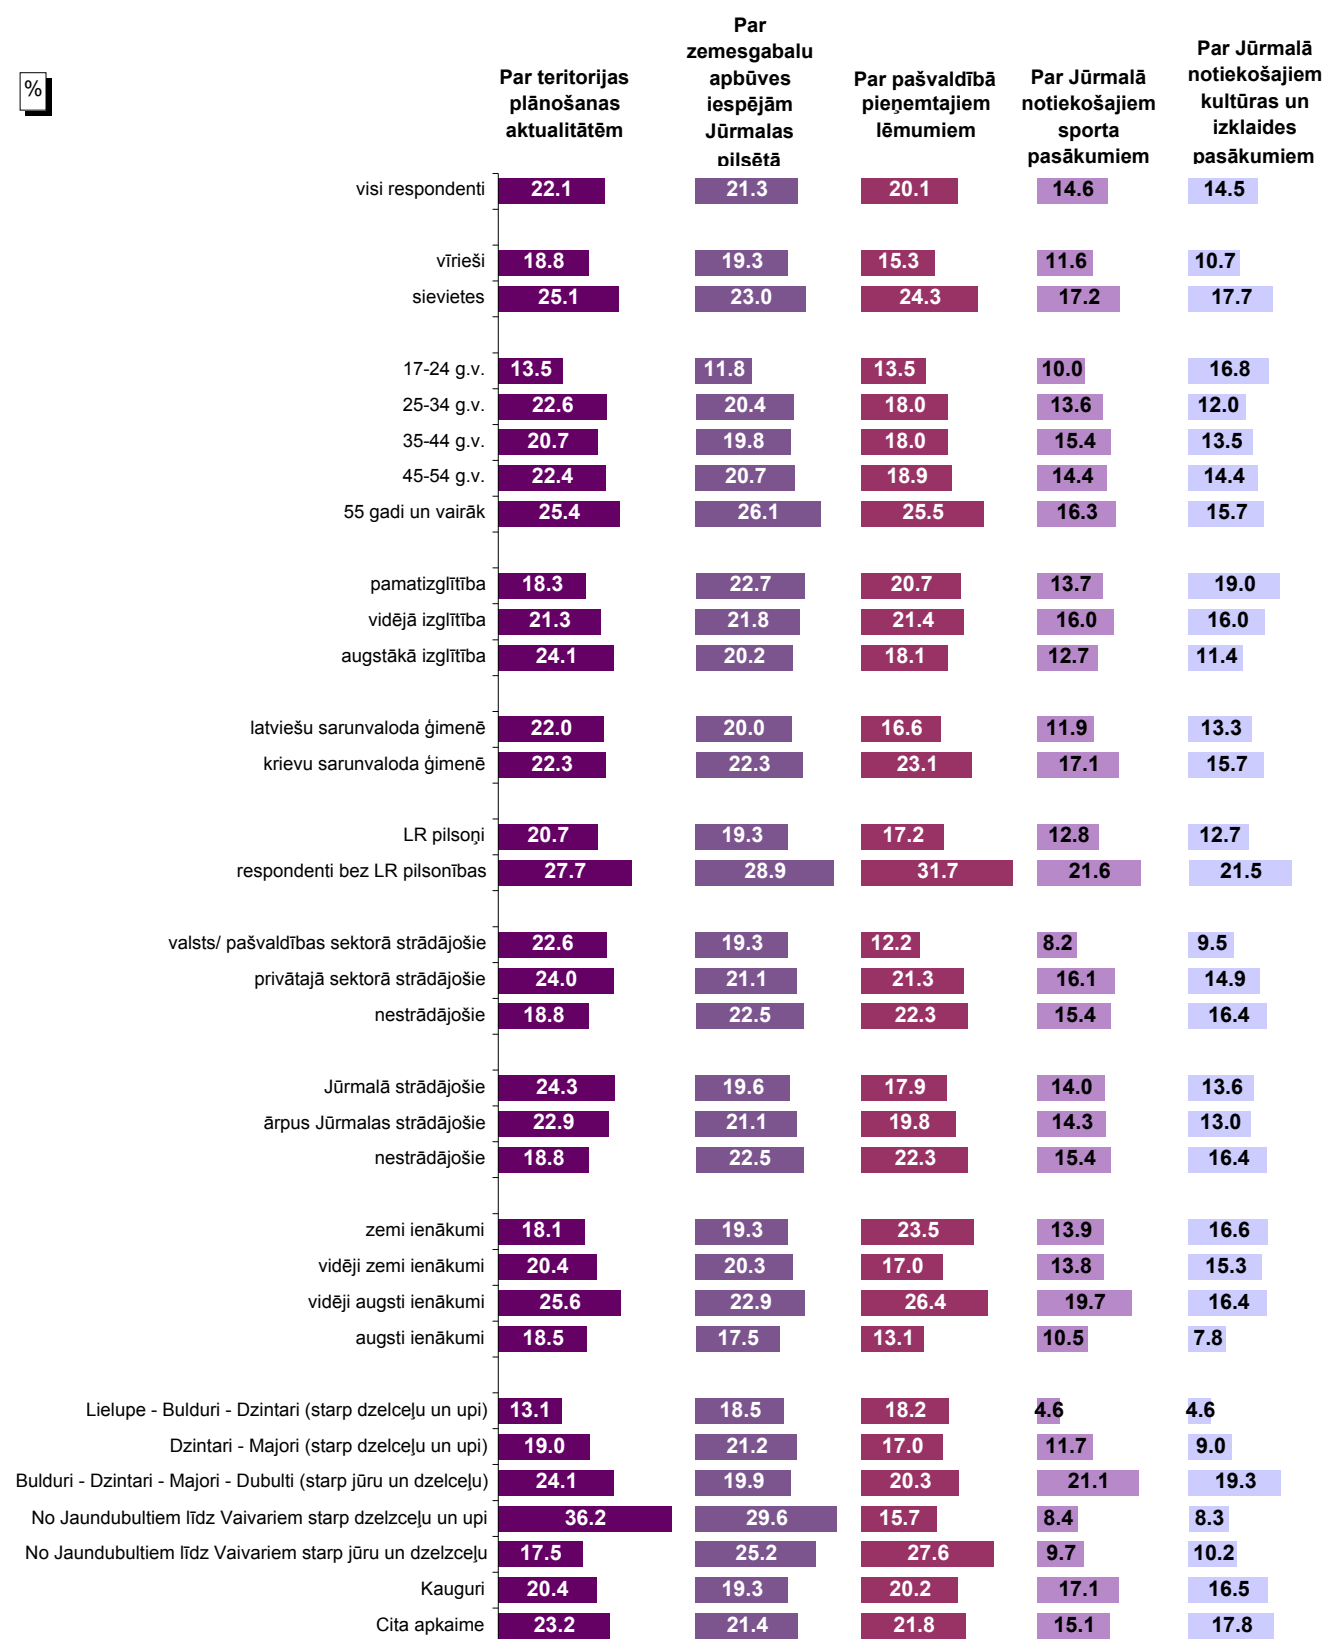 %
Par teritorijas
plānošanas
aktualitātēm
Par
zemesgabalu
apbūves
iespējām
Jūrmalas
pilsētā
Par pašvaldībā
pieņemtajiem
lēmumiem
Par Jūrmalā
notiekošajiem
sporta
pasākumiem
Par Jūrmalā
notiekošajiem
kultūras un
izklaides
pasākumiem
visi respondenti 22.1 21.3 20.1 14.6 14.5
vīrieši 18.8 19.3 15.3 11.6 10.7
sievietes 25.1 23.0 24.3 17.2 17.7
17-24 g.v. 13.5 11.8 13.5 10.0 16.8
25-34 g.v. 22.6 20.4 18.0 13.6 12.0
35-44 g.v. 20.7 19.8 18.0 15.4 13.5
45-54 g.v. 22.4 20.7 18.9 14.4 14.4
55 gadi un vairāk 25.4 26.1 25.5 16.3 15.7
pamatizglītība 18.3 22.7 20.7 13.7 19.0
vidējā izglītība 21.3 21.8 21.4 16.0 16.0
augstākā izglītība 24.1 20.2 18.1 12.7 11.4
latviešu sarunvaloda ģimenē 22.0 20.0 16.6 11.9 13.3
krievu sarunvaloda ģimenē 22.3 22.3 23.1 17.1 15.7
LR pilsoņi 20.7 19.3 17.2 12.8 12.7
respondenti bez LR pilsonības 27.7 28.9 31.7 21.6 21.5
valsts/ pašvaldības sektorā strādājošie 22.6 19.3 12.2 8.2 9.5
privātajā sektorā strādājošie 24.0 21.1 21.3 16.1 14.9
nestrādājošie 18.8 22.5 22.3 15.4 16.4
Jūrmalā strādājošie 24.3 19.6 17.9 14.0 13.6
ārpus Jūrmalas strādājošie 22.9 21.1 19.8 14.3 13.0
nestrādājošie 18.8 22.5 22.3 15.4 16.4
zemi ienākumi 18.1 19.3 23.5 13.9 16.6
vidēji zemi ienākumi 20.4 20.3 17.0 13.8 15.3
vidēji augsti ienākumi 25.6 22.9 26.4 19.7 16.4
augsti ienākumi 18.5 17.5 13.1 10.5 7.8
Lielupe - Bulduri - Dzintari (starp dzelceļu un upi) 13.1 18.5 18.2 4.6 4.6
Dzintari - Majori (starp dzelceļu un upi) 19.0 21.2 17.0 11.7 9.0
Bulduri - Dzintari - Majori - Dubulti (starp jūru un dzelceļu) 24.1 19.9 20.3 21.1 19.3
No Jaundubultiem līdz Vaivariem starp dzelzceļu un upi 36.2 29.6 15.7 8.4 8.3
No Jaundubultiem līdz Vaivariem starp jūru un dzelzceļu 17.5 25.2 27.6 9.7 10.2
Kauguri 20.4 19.3 20.2 17.1 16.5
Cita apkaime 23.2 21.4 21.8 15.1 17.8